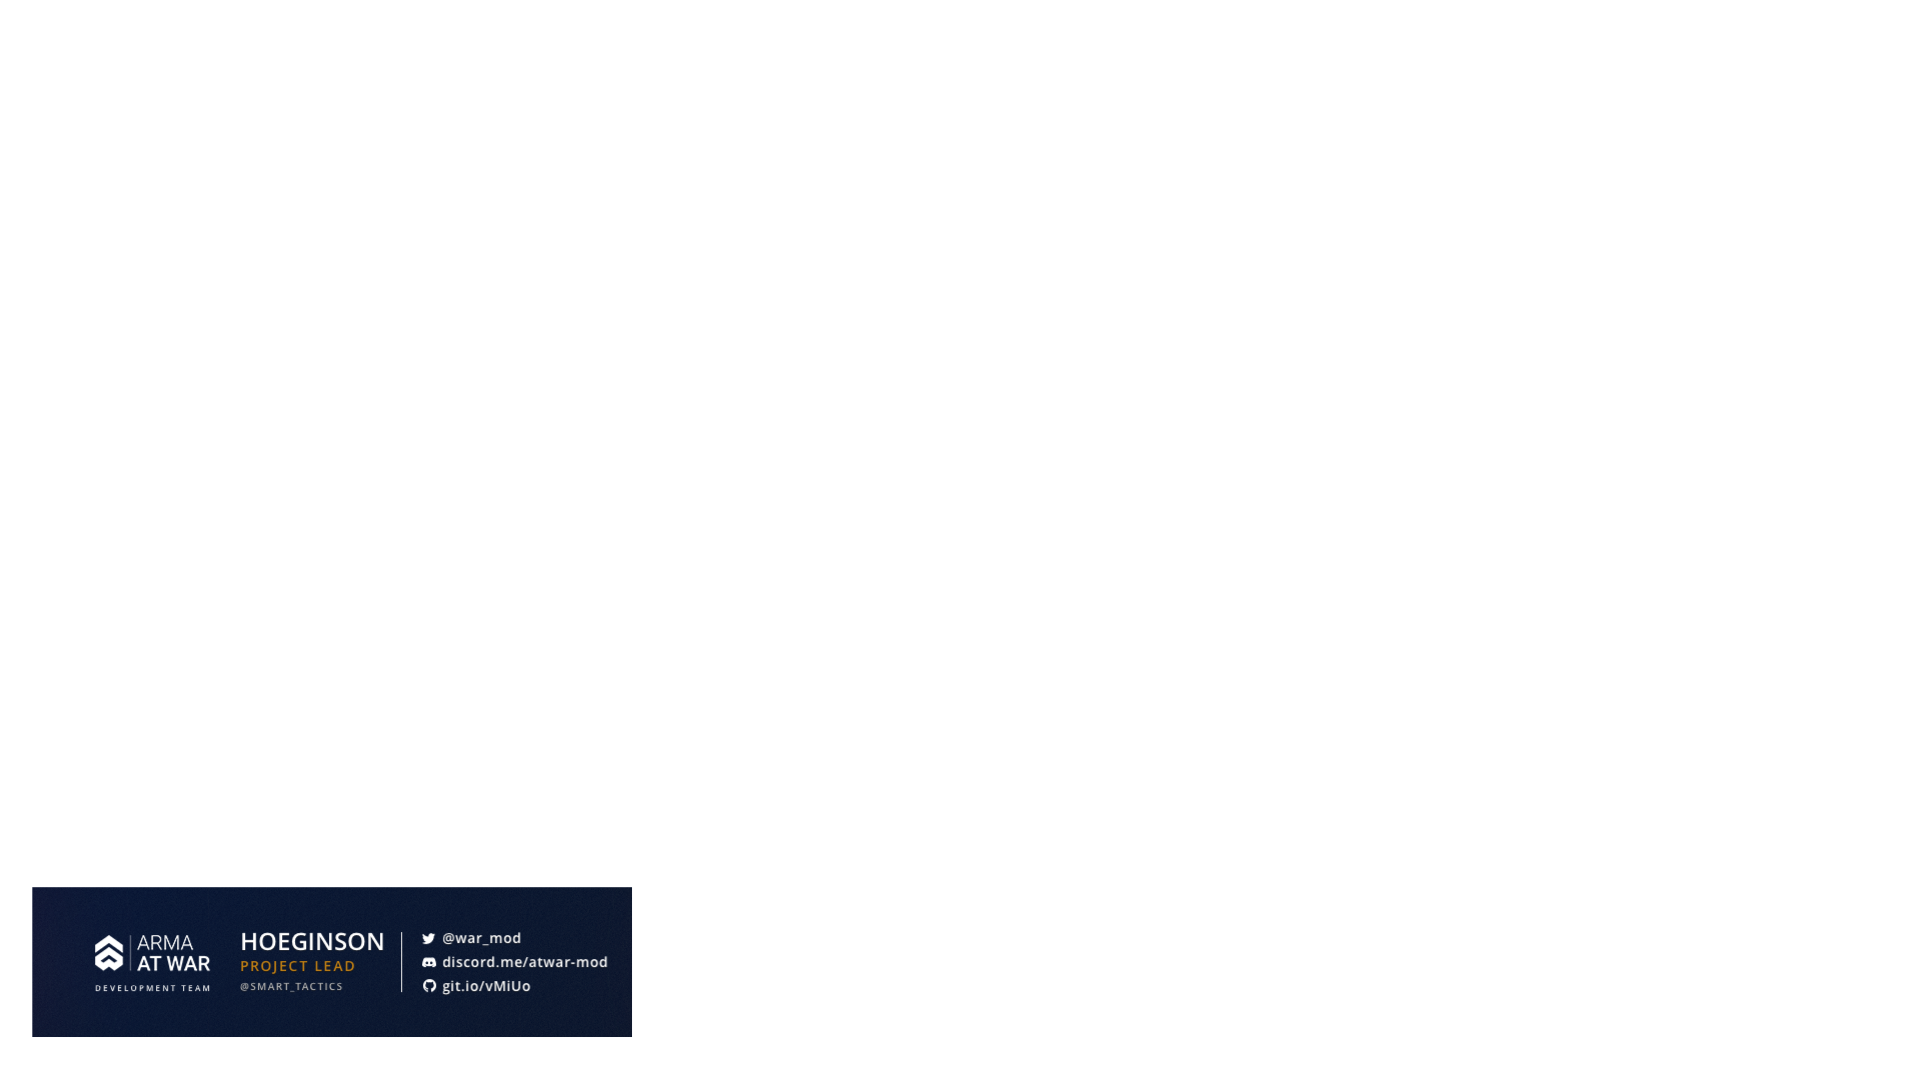 ARMA
AT WAR
DEVELOPMENT TEAM
HOEGINSON
PROJECT LEAD
@SMART_TACTICS
@war_mod
discord.me/atwar-mod
git.io/vMiUo